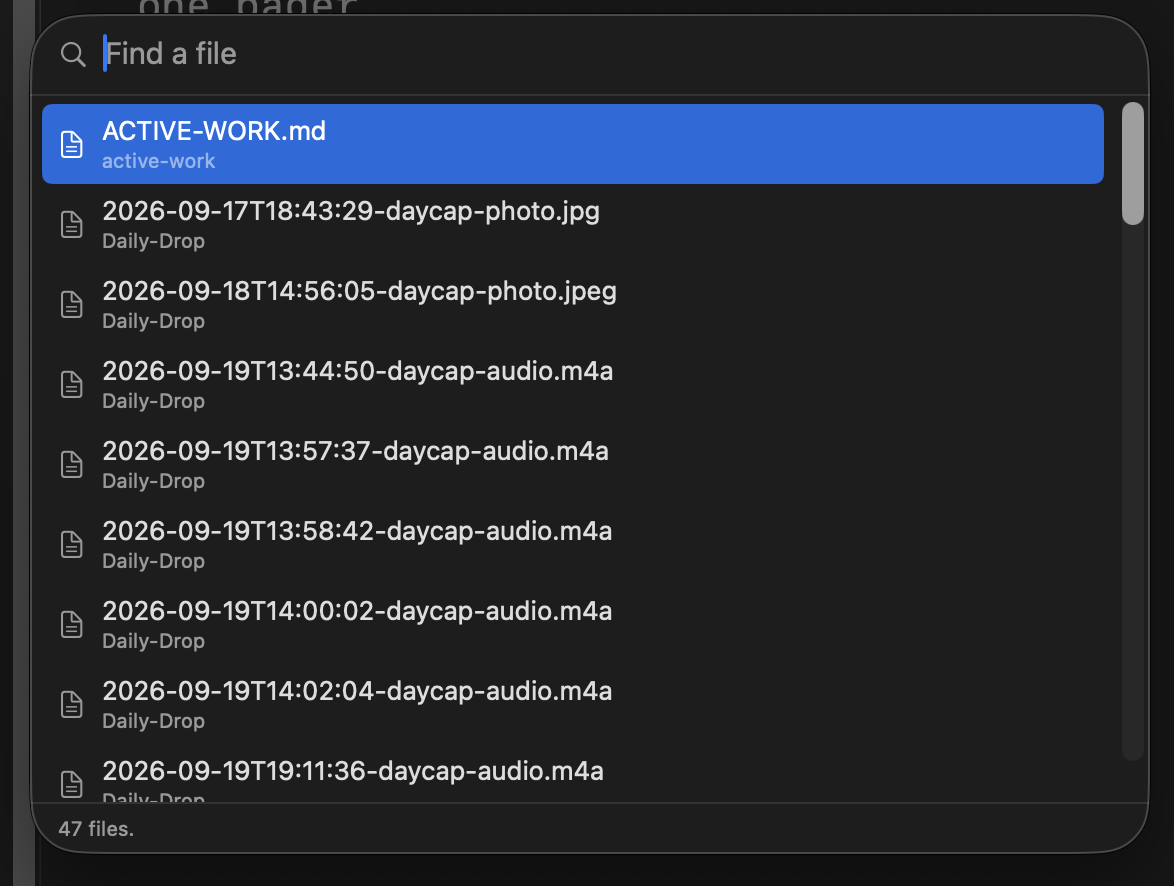 one pager
Find a file
ACTIVE-WORK.md
active-work
2026-09-17T18:43:29-daycap-photo.jpg
Daily-Drop
2026-09-18T14:56:05-daycap-photo.jpeg
Daily-Drop
2026-09-19T13:44:50-daycap-audio.m4a
Daily-Drop
2026-09-19T13:57:37-daycap-audio.m4a
Daily-Drop
2026-09-19T13:58:42-daycap-audio.m4a
Daily-Drop
2026-09-19T14:00:02-daycap-audio.m4a
Daily-Drop
2026-09-19T14:02:04-daycap-audio.m4a
Daily-Drop
2026-09-19T19:11:36-daycap-audio.m4a
Daily-Drop
47 files.